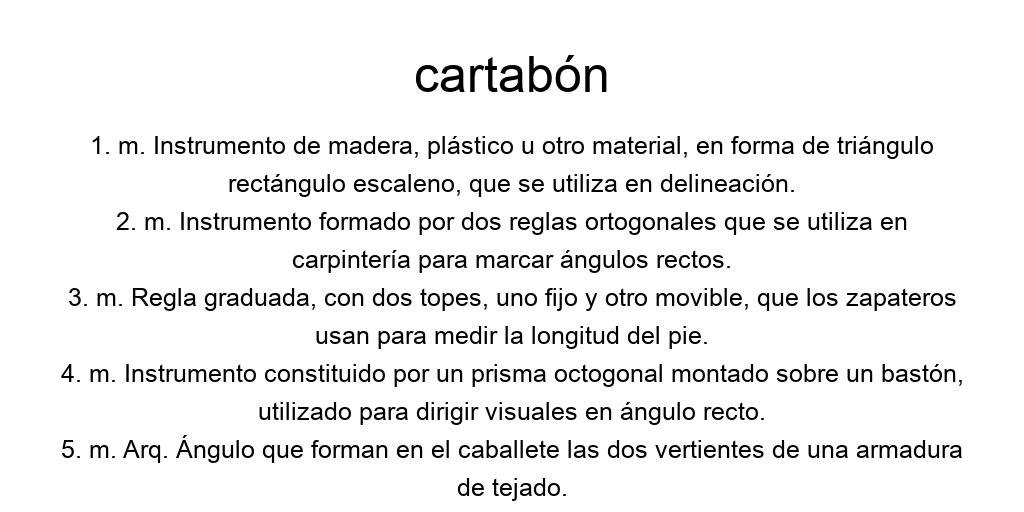 cartabón
1. m. Instrumento de madera, plástico u otro material, en forma de triángulo
rectángulo escaleno, que se utiliza en delineación.
2. m. Instrumento formado por dos reglas ortogonales que se utiliza en
carpintería para marcar ángulos rectos.
3. m. Regla graduada, con dos topes, uno fijo y otro movible, que los zapateros
usan para medir la longitud del pie.
4. m. Instrumento constituido por un prisma octogonal montado sobre un bastón,
utilizado para dirigir visuales en ángulo recto.
5. m. Arq. Ángulo que forman en el caballete las dos vertientes de una armadura
de tejado.